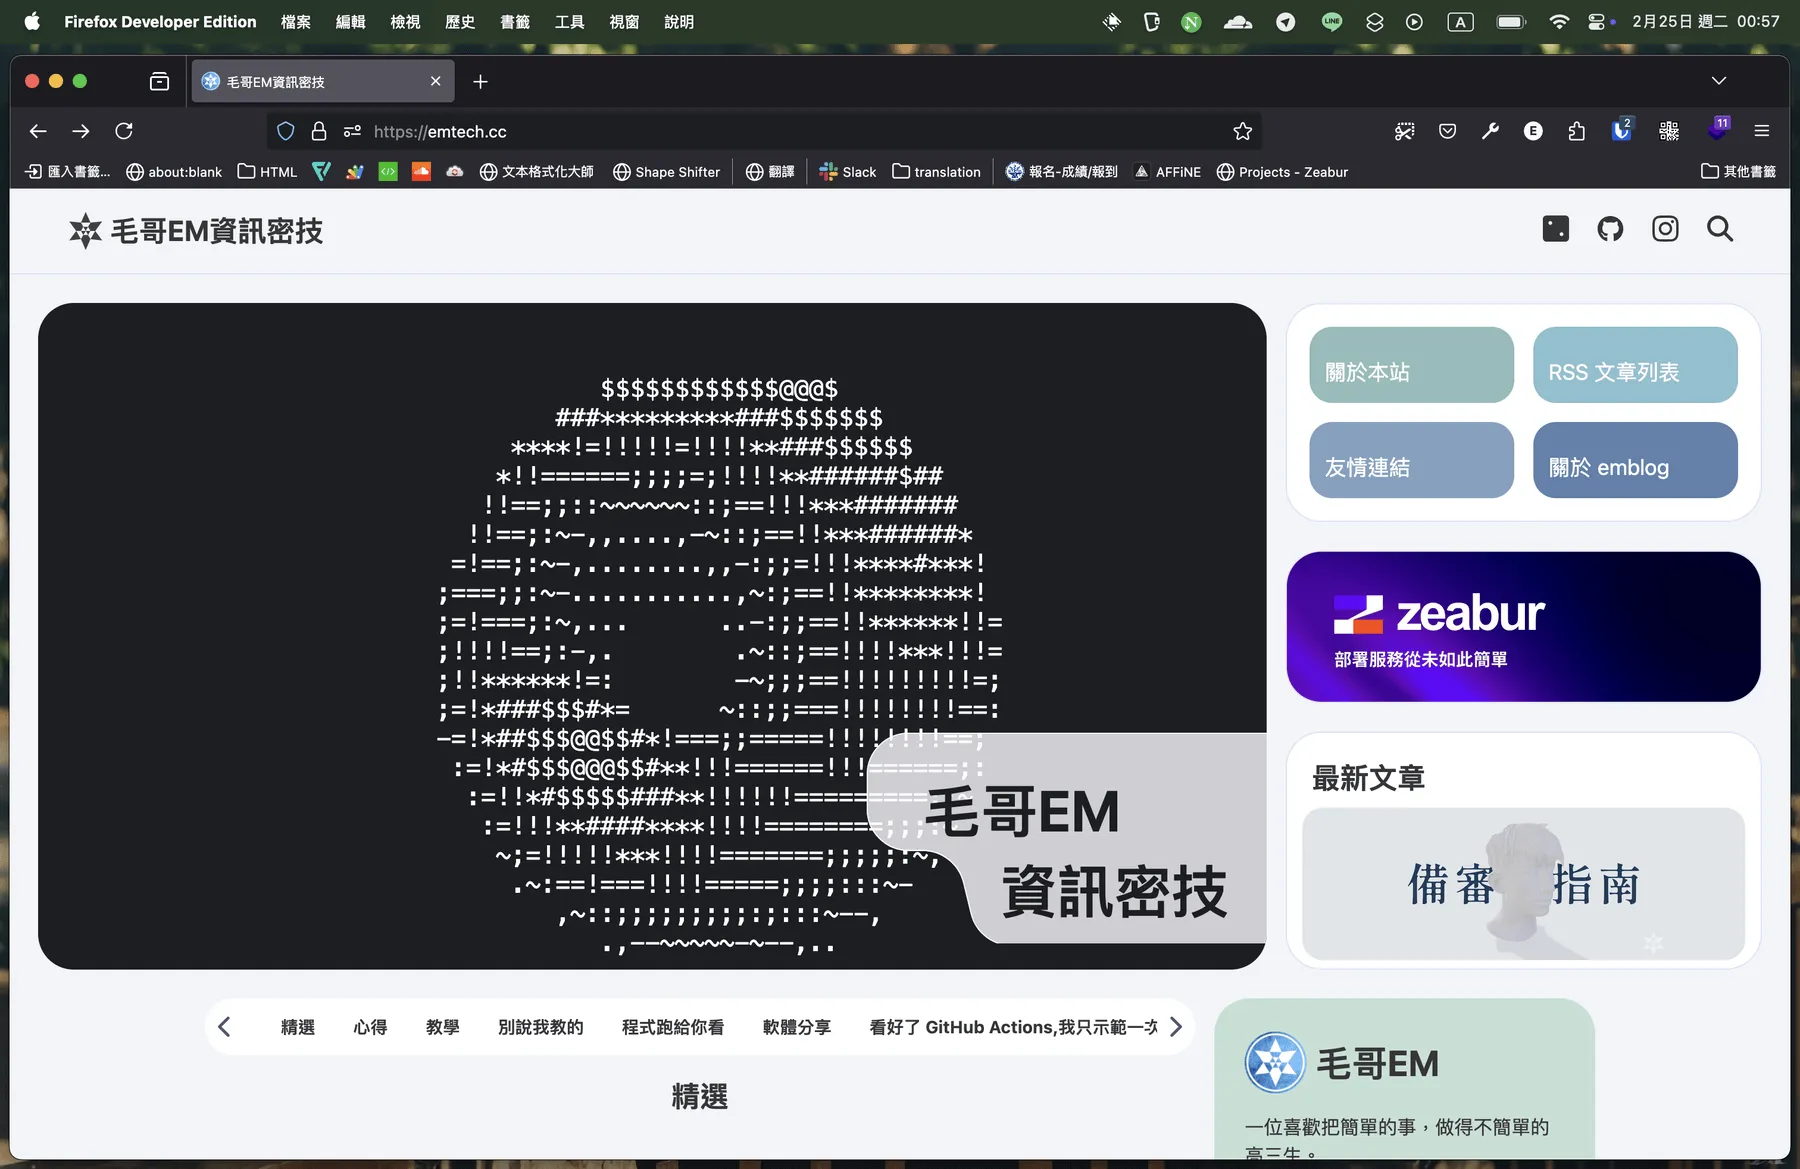 Firefox Developer Edition 檔案 編輯 檢視 歷史 書籤 工具 視窗 說明
N LINE A 2月25日 週二 00:57
毛哥EM資訊密技
https://emtech.cc
E 2 11
匯入書籤... about:blank HTML 文本格式化大師 Shape Shifter 翻譯 Slack translation 報名-成績/報到 AFFiNE Projects - Zeabur 其他書籤
毛哥EM資訊密技
$$$$$$$$$$$$@@@$
###*********###$$$$$$$
****!=!!!!!=!!!!**###$$$$$$
*!!======;;;;=;!!!!**######$##
!!==;;::~~~~~~::;==!!!***#######
!!==;:~-,,....,-~::;==!!***######*
=!==;:~-,........,,-:;;=!!!****#***!
;===;;:~-...........,~:;==!!********!
;=!===;:~,... ..-:;;==!!******!!=
;!!!!==;:-,. .~::;==!!!!***!!!=
;!!******!=: -~;;;==!!!!!!!!!=;
;=!*###$$$#*= ~::;;===!!!!!!!!==:
-=!*##$$$@@$$#*!===;;=====!!!!!!!!==;
:=!*#$$$@@@$$#**!!!======!!!======;:
:=!!*#$$$$$###**!!!!!!=========
:=!!!**####****!!!!========;;;
~;=!!!!!***!!!!=======;;;;;:~,
.~:==!===!!!!=====;;;;:::~-
,~::;;;;;;;;;:;:::~--,
.,--~~~~~-~--,..
毛哥EM
資訊密技
關於本站
RSS 文章列表
友情連結
關於 emblog
zeabur
部署服務從未如此簡單
最新文章
備審指南
精選 心得 教學 別說我教的 程式跑給你看 軟體分享 看好了 GitHub Actions,我只示範一次
精選
毛哥EM
一位喜歡把簡單的事，做得不簡單的
高三生。